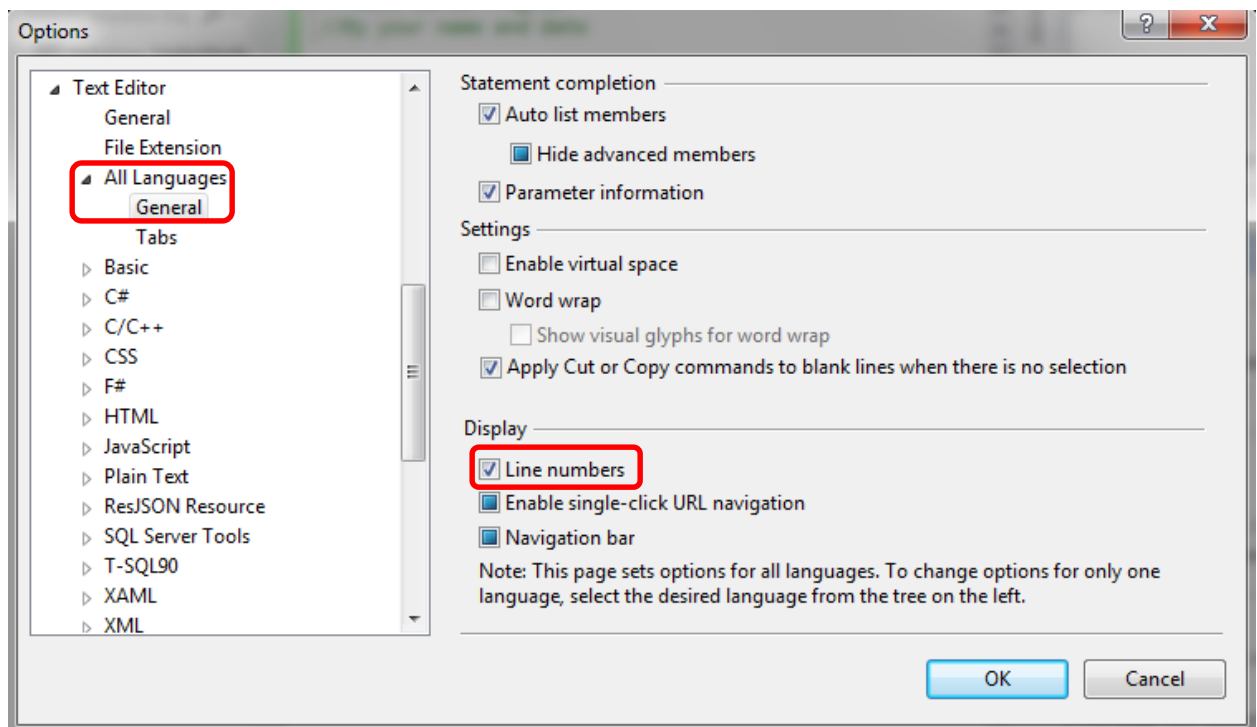 Options
//By your name and date
Text Editor
General
File Extension
All Languages
General
Tabs
Basic
C#
C/C++
CSS
F#
HTML
JavaScript
Plain Text
ResJSON Resource
SQL Server Tools
T-SQL90
XAML
XML
Statement completion
Auto list members
Hide advanced members
Parameter information
Settings
Enable virtual space
Word wrap
Show visual glyphs for word wrap
Apply Cut or Copy commands to blank lines when there is no selection
Display
Line numbers
Enable single-click URL navigation
Navigation bar
Note: This page sets options for all languages. To change options for only one
language, select the desired language from the tree on the left.
OK
Cancel